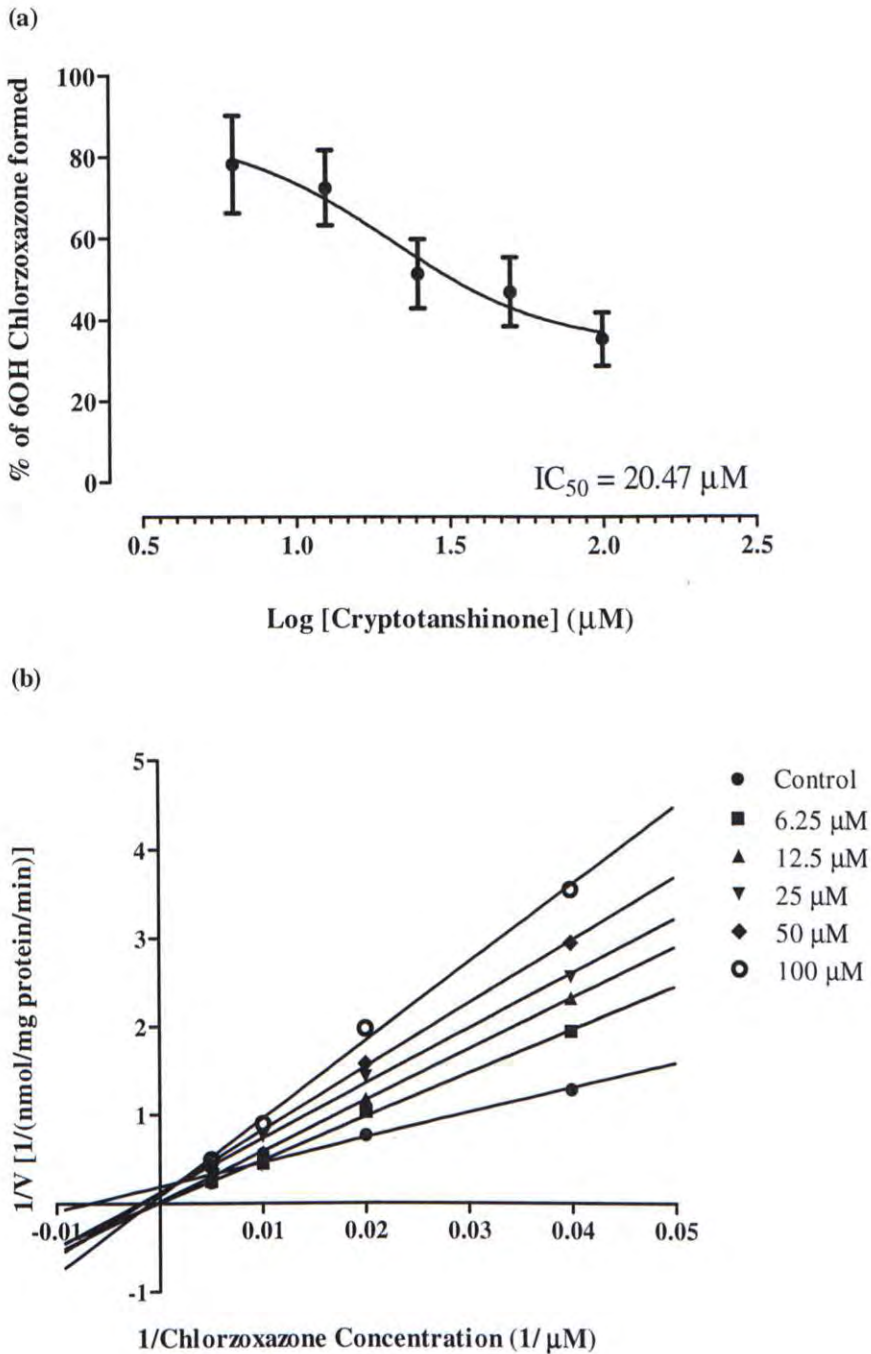 (a)
% of 6OH Chlorzoxazone formed
100
80
60
40
20
0
IC50 = 20.47 μM
0.5 1.0 1.5 2.0 2.5
Log [Cryptotanshinone] (μM)
(b)
1/V [1/(nmol/mg protein/min)]
5
4
3
2
1
-1
-0.01 0.01 0.02 0.03 0.04 0.05
Control
6.25 μM
12.5 μM
25 μM
50 μM
100 μM
1/Chlorzoxazone Concentration (1/ μM)